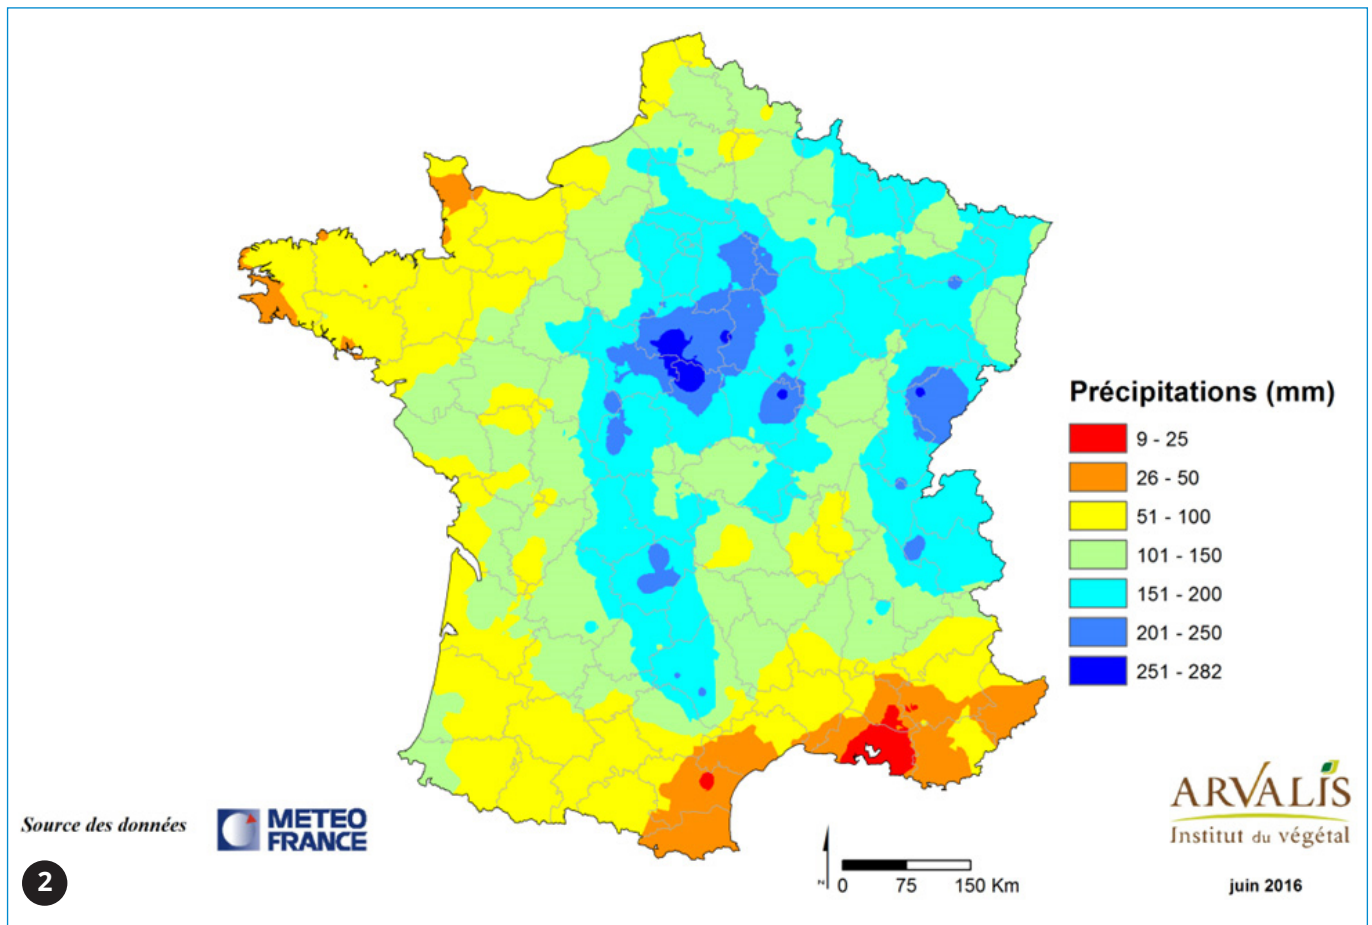 Précipitations (mm)
9 - 25
26 - 50
51 - 100
101 - 150
151 - 200
201 - 250
251 - 282
Source des données
METEO
FRANCE
2
N
0 75 150 Km
ARVALIS
Institut du végétal
juin 2016